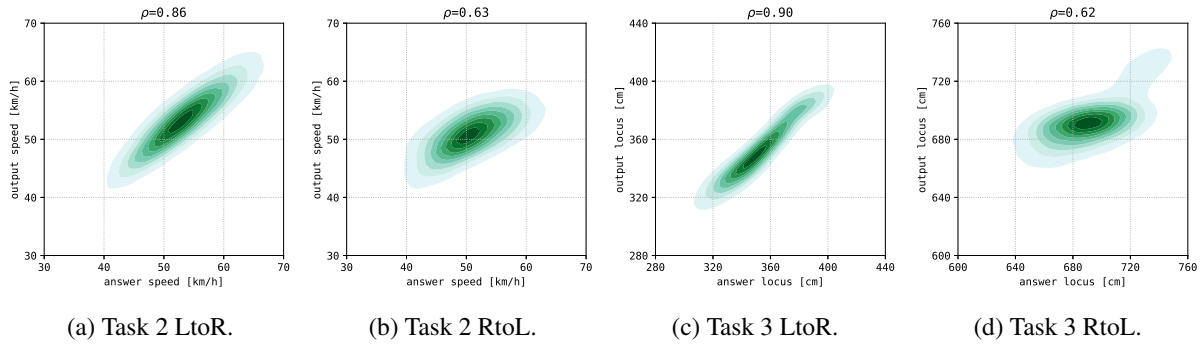 ρ=0.86
70
60
50
40
30
output speed [km/h]
30 40 50 60 70
answer speed [km/h]
(a) Task 2 LtoR.
ρ=0.63
70
60
50
40
30
output speed [km/h]
30 40 50 60 70
answer speed [km/h]
(b) Task 2 RtoL.
ρ=0.90
440
400
360
320
280
output locus [cm]
280 320 360 400 440
answer locus [cm]
(c) Task 3 LtoR.
ρ=0.62
760
720
680
640
600
output locus [cm]
600 640 680 720 760
answer locus [cm]
(d) Task 3 RtoL.